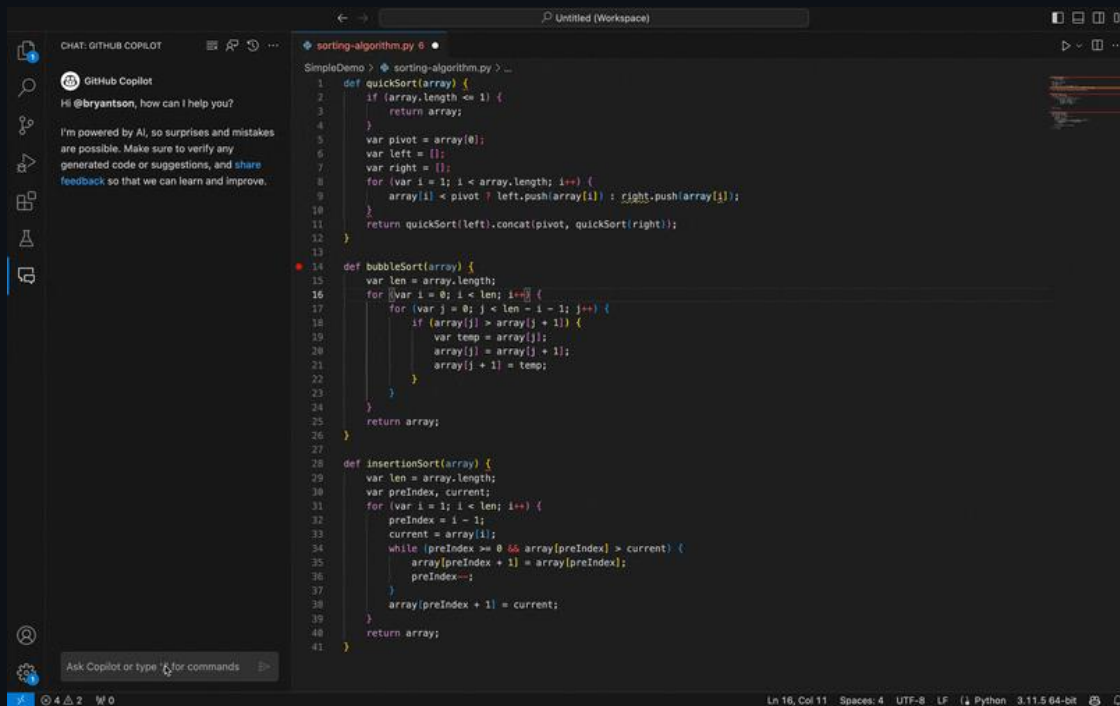 Untitled (Workspace)
CHAT: GITHUB COPILOT
GitHub Copilot
Hi @bryantson, how can I help you?
I'm powered by AI, so surprises and mistakes
are possible. Make sure to verify any
generated code or suggestions, and share
feedback so that we can learn and improve.
Ask Copilot or type '/' for commands
sorting-algorithm.py 6
SimpleDemo > sorting-algorithm.py > ...
1 def quickSort(array) {
2     if (array.length <= 1) {
3         return array;
4     }
5     var pivot = array[0];
6     var left = [];
7     var right = [];
8     for (var i = 1; i < array.length; i++) {
9         array[i] < pivot ? left.push(array[i]) : right.push(array[i]);
10     }
11     return quickSort(left).concat(pivot, quickSort(right));
12 }
13
14 def bubbleSort(array) {
15     var len = array.length;
16     for (var i = 0; i < len; i++) {
17         for (var j = 0; j < len - i - 1; j++) {
18             if (array[j] > array[j + 1]) {
19                 var temp = array[j];
20                 array[j] = array[j + 1];
21                 array[j + 1] = temp;
22             }
23         }
24     }
25     return array;
26 }
27
28 def insertionSort(array) {
29     var len = array.length;
30     var preIndex, current;
31     for (var i = 1; i < len; i++) {
32         preIndex = i - 1;
33         current = array[i];
34         while (preIndex >= 0 && array[preIndex] > current) {
35             array[preIndex + 1] = array[preIndex];
36             preIndex--;
37         }
38         array[preIndex + 1] = current;
39     }
40     return array;
41 }
4 2 0 Ln 16, Col 11 Spaces: 4 UTF-8 LF Python 3.11.5 64-bit